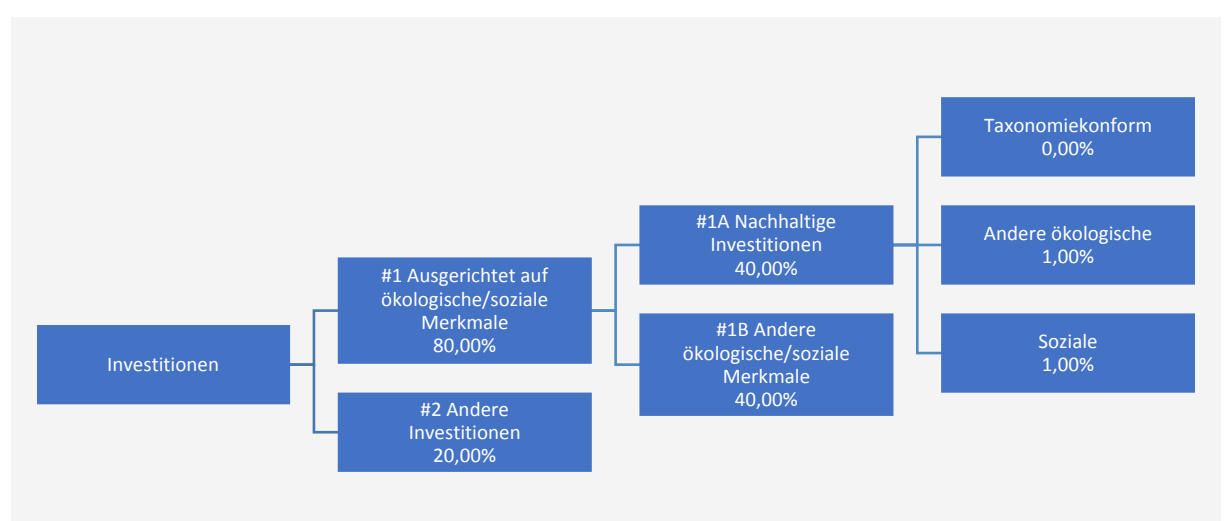 Investitionen
#1 Ausgerichtet auf
ökologische/soziale
Merkmale
80,00%
#2 Andere
Investitionen
20,00%
#1A Nachhaltige
Investitionen
40,00%
#1B Andere
ökologische/soziale
Merkmale
40,00%
Taxonomiekonform
0,00%
Andere ökologische
1,00%
Soziale
1,00%